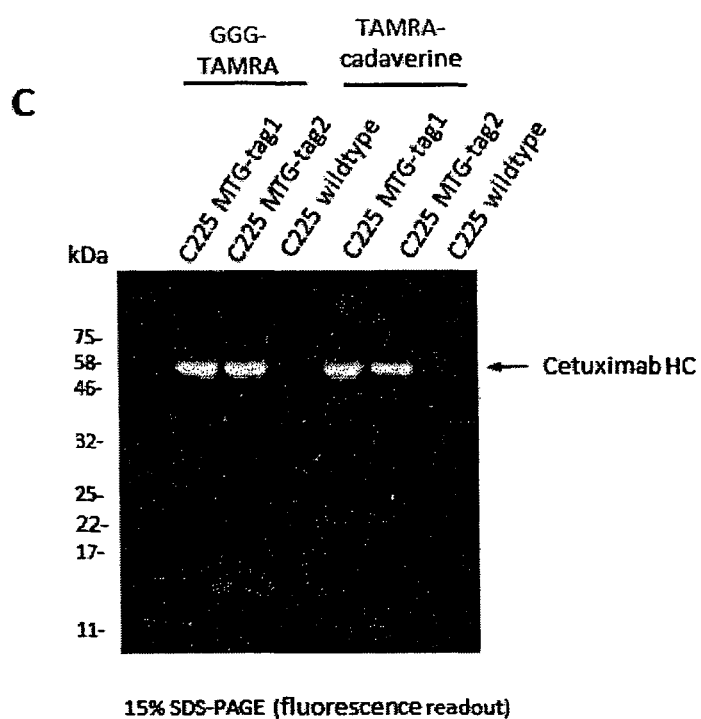 GGG-
TAMRA
TAMRA-
cadaverine
C
C225 MTG-tag1
C225 MTG-tag2
C225 wildtype
C225 MTG-tag1
C225 MTG-tag2
C225 wildtype
kDa
75-
58-
46-
32-
25-
22-
17-
11-
Cetuximab HC
15% SDS-PAGE (fluorescence readout)